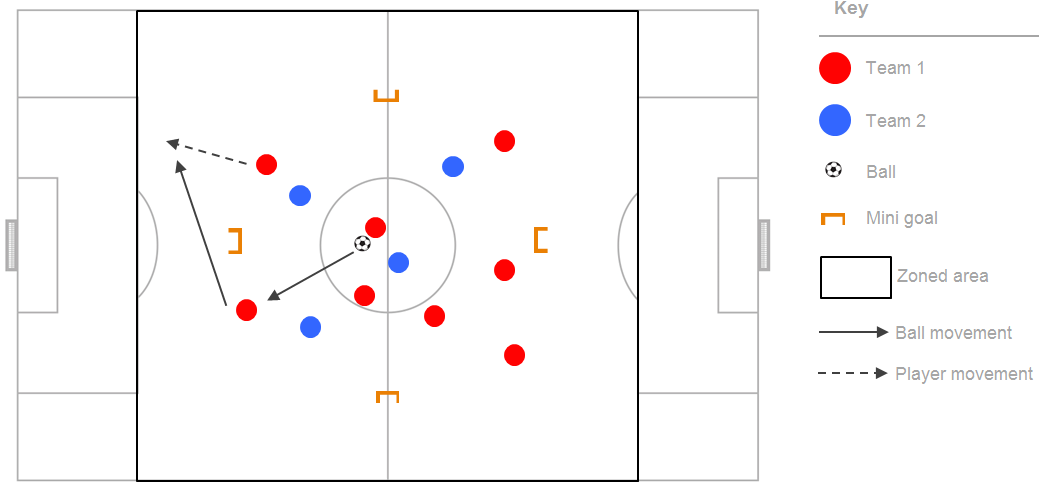 Key
Team 1
Team 2
Ball
Mini goal
Zoned area
Ball movement
Player movement